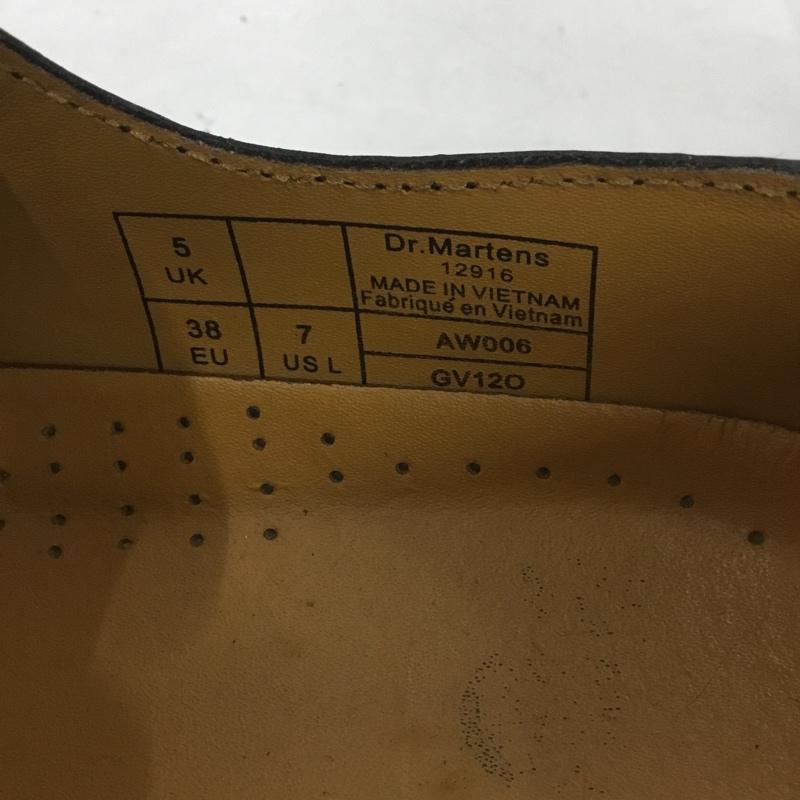 5
UK
38
EU
7
US L
Dr.Martens
12916
MADE IN VIETNAM
Fabriqué en Vietnam
AW006
GV12O